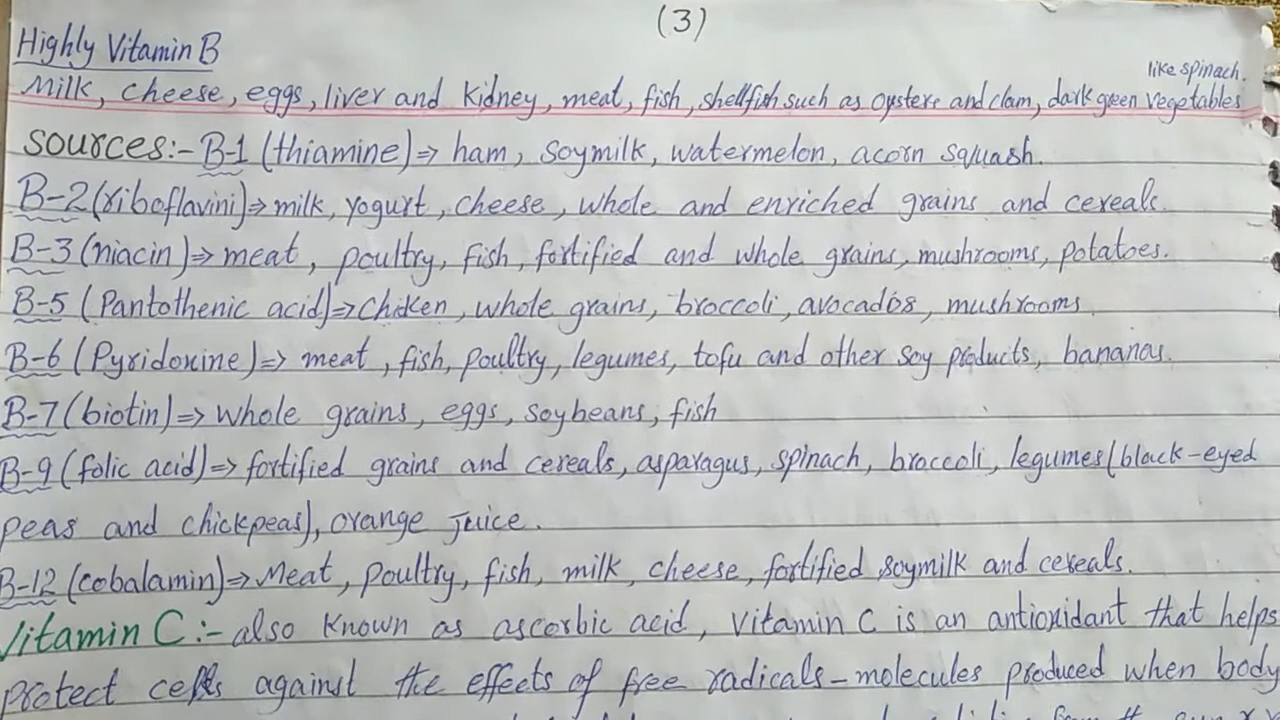 (3)
Highly Vitamin B
like spinach.
Milk, cheese, eggs, liver and kidney, meat, fish, shellfish such as oysters and clam, dark green vegetables
sources:- B-1 (thiamine) => ham, soymilk, watermelon, acorn squash.
B-2 (riboflavini) => milk, yogurt, cheese, whole and enriched grains and cereals.
B-3 (niacin) => meat, poultry, fish, fortified and whole grains, mushrooms, potatoes.
B-5 (Pantothenic acid) => Chicken, whole grains, broccoli, avocados, mushrooms
B-6 (Pyridoxine) => meat, fish, poultry, legumes, tofu and other soy products, bananas.
B-7 (biotin) => whole grains, eggs, soybeans, fish
B-9 (folic acid) => fortified grains and cereals, asparagus, spinach, broccoli, legumes (black-eyed
peas and chickpeas), orange juice.
B-12 (cobalamin) => Meat, poultry, fish, milk, cheese, fortified soymilk and cereals.
Vitamin C:- also known as ascorbic acid, vitamin C is an antioxidant that helps
protect cells against the effects of free radicals - molecules produced when body